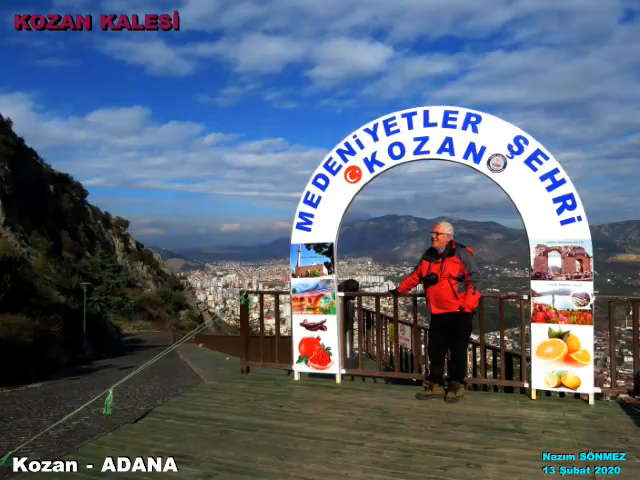 KOZAN KALESİ
MEDENİYETLER ŞEHRİ
KOZAN
Kozan - ADANA
Nazım SÖNMEZ
13 Şubat 2020